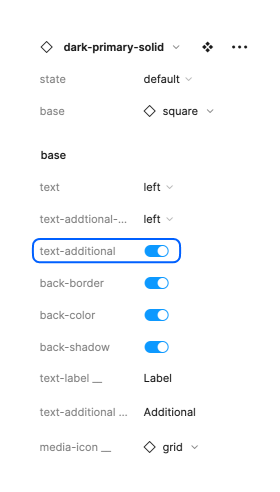 dark-primary-solid
state default
base square
base
text left
text-addtional-... left
text-additional
back-border
back-color
back-shadow
text-label __ Label
text-additional ... Additional
media-icon __ grid